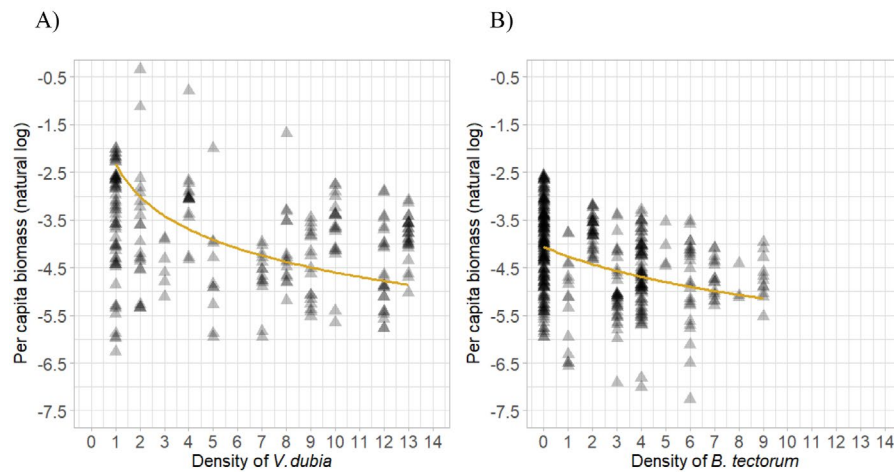 A)
B)
Per capita biomass (natural log)
-0.5
-1.5
-2.5
-3.5
-4.5
-5.5
-6.5
-7.5
0 1 2 3 4 5 6 7 8 9 10 11 12 13 14
Density of V. dubia
Per capita biomass (natural log)
-0.5
-1.5
-2.5
-3.5
-4.5
-5.5
-6.5
-7.5
0 1 2 3 4 5 6 7 8 9 10 11 12 13 14
Density of B. tectorum